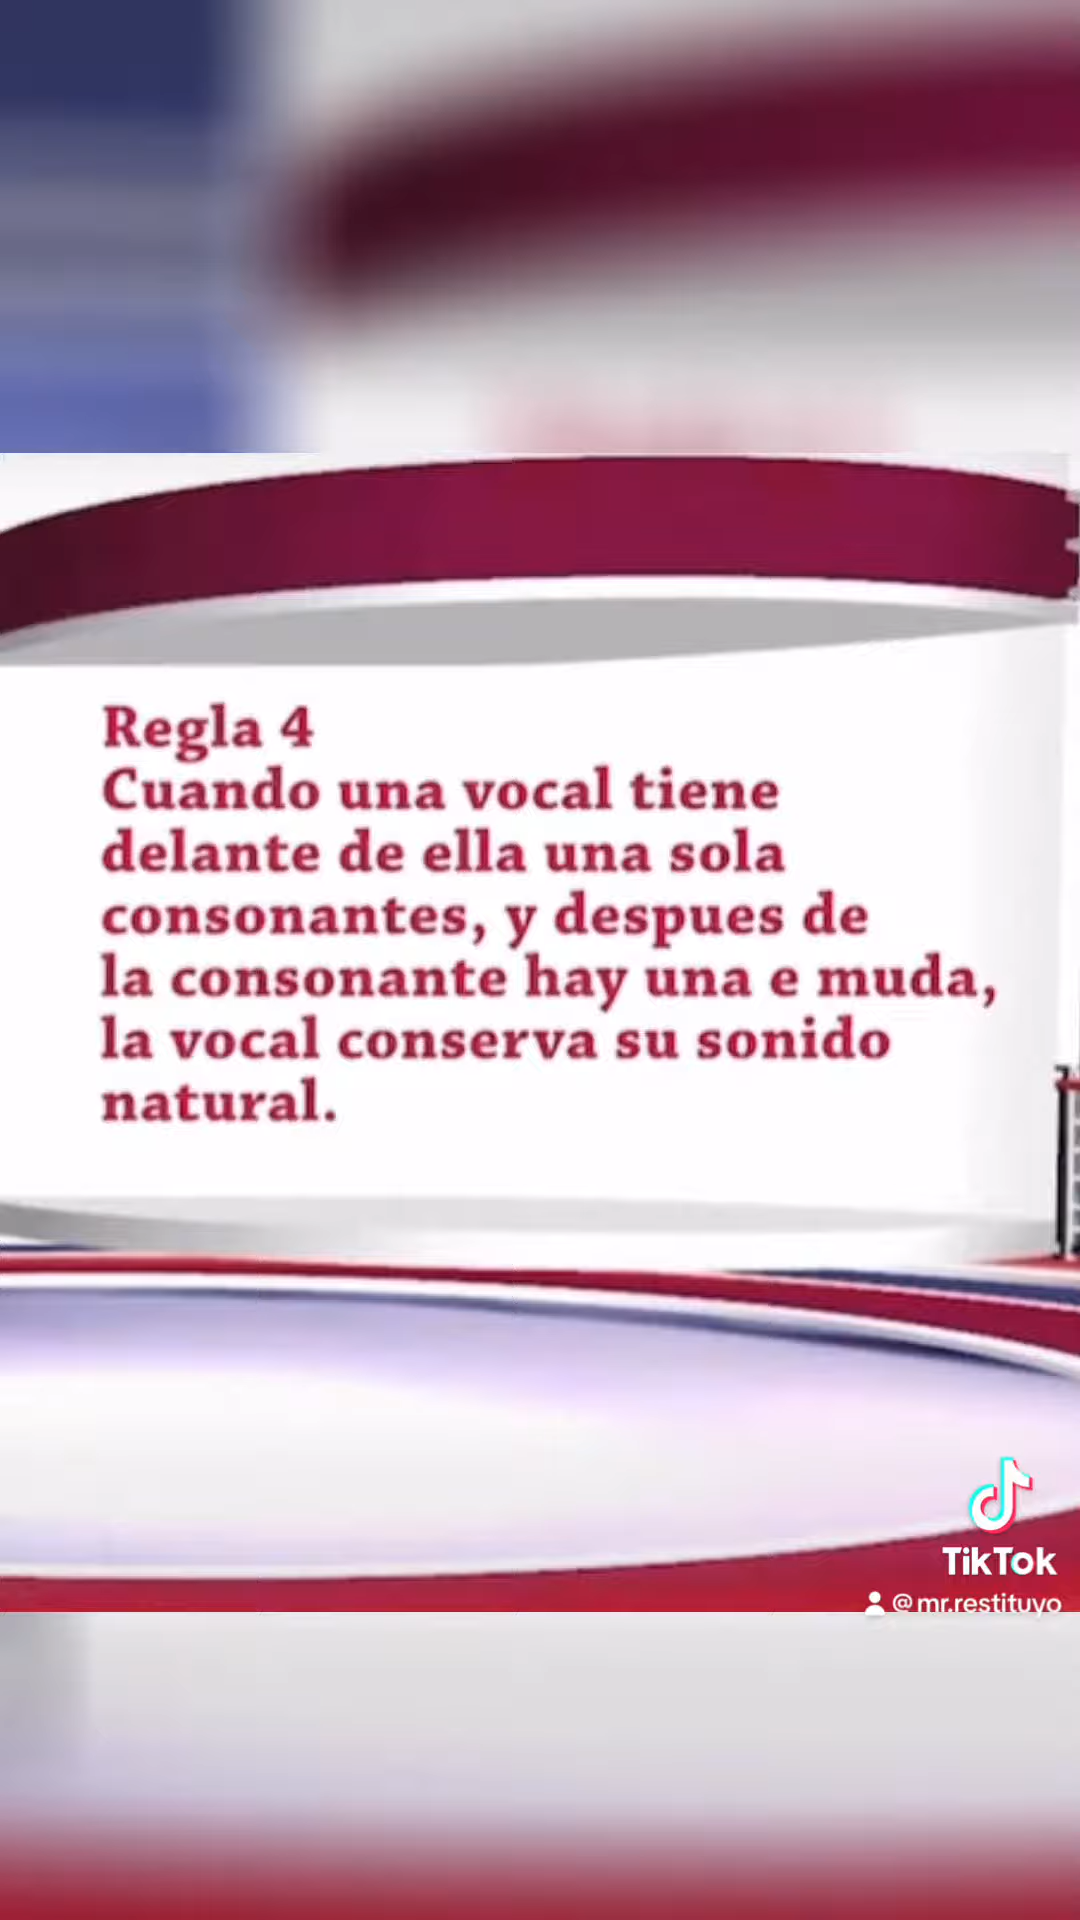 Regla 4
Cuando una vocal tiene
delante de ella una sola
consonantes, y despues de
la consonante hay una e muda,
la vocal conserva su sonido
natural.
TikTok
@mr.restituyo